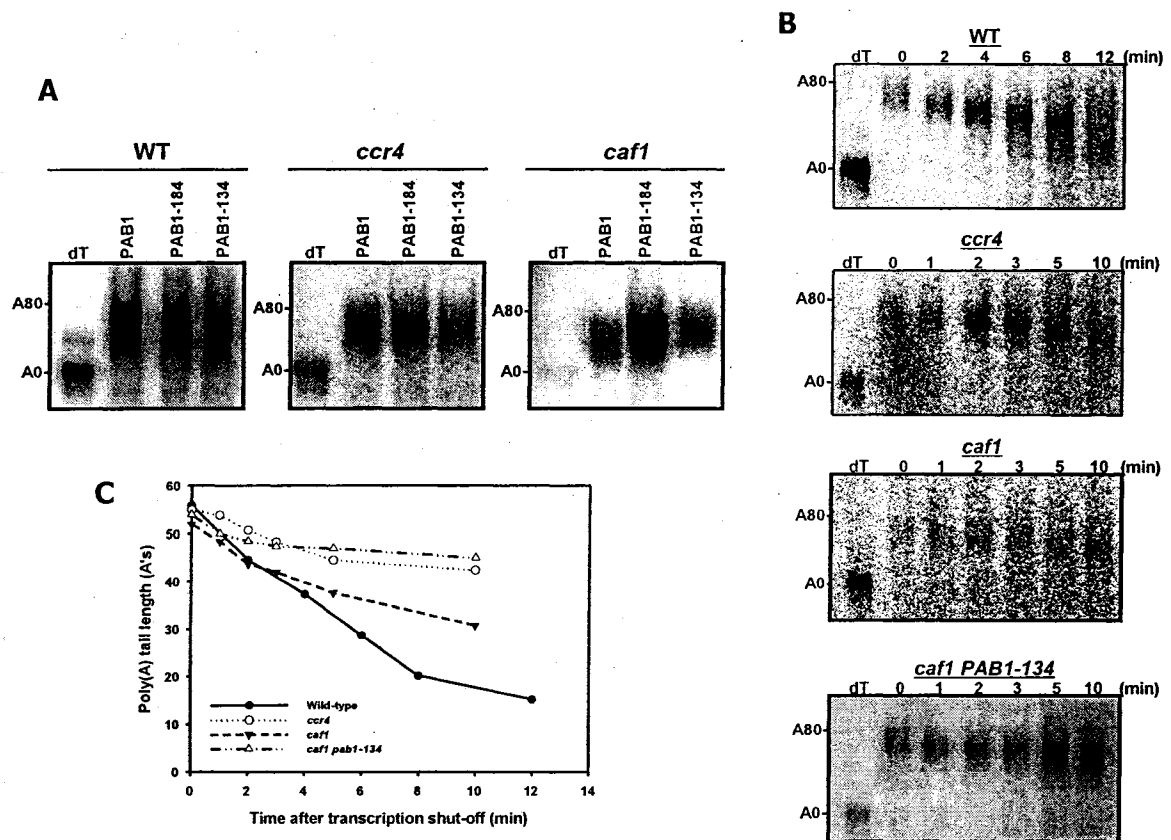 A
WT
dT
PAB1
PAB1-184
PAB1-134
A80
A0
ccr4
dT
PAB1
PAB1-184
PAB1-134
A80
A0
caf1
dT
PAB1
PAB1-184
PAB1-134
A80
A0
B
WT
dT 0 2 4 6 8 12 (min)
A80
A0
ccr4
dT 0 1 2 3 5 10 (min)
A80
A0
caf1
dT 0 1 2 3 5 10 (min)
A80
A0
caf1 PAB1-134
dT 0 1 2 3 5 10 (min)
A80
A0
C
Poly(A) tail length (A's)
60
50
40
30
20
10
0
Wild-type
ccr4
caf1
caf1 pab1-134
0 2 4 6 8 10 12 14
Time after transcription shut-off (min)